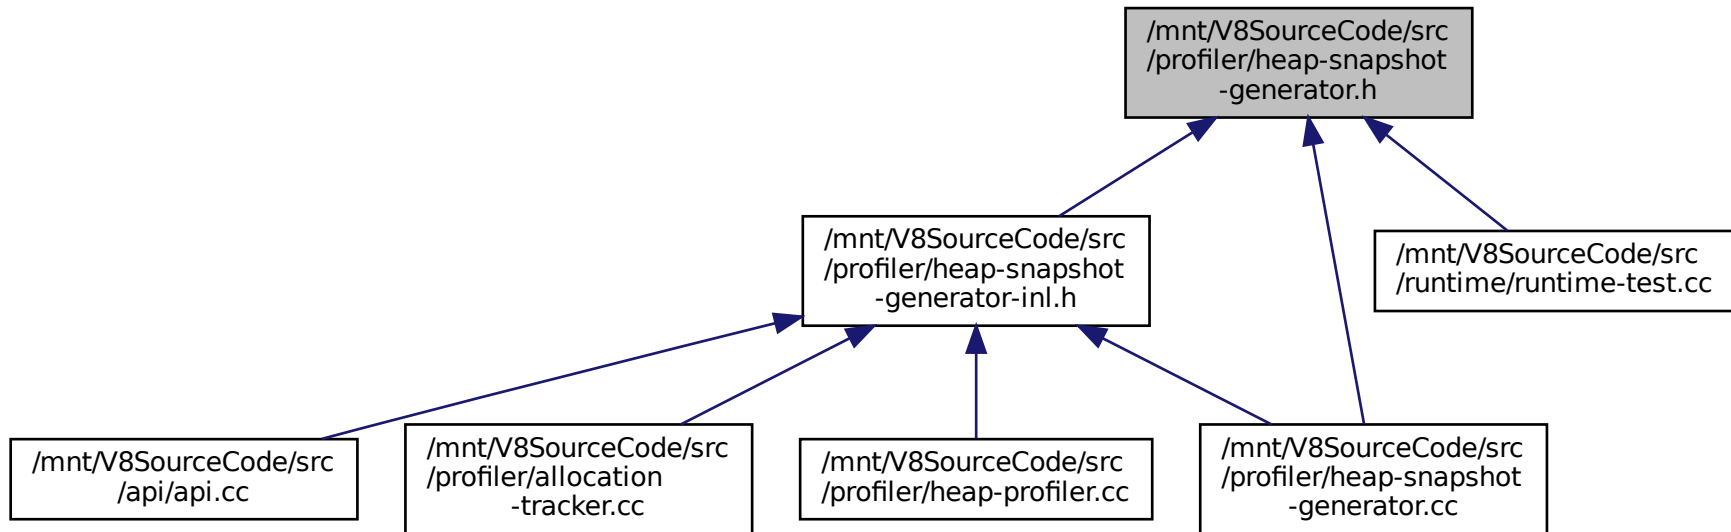 /mnt/V8SourceCode/src
/profiler/heap-snapshot
-generator.h
/mnt/V8SourceCode/src
/profiler/heap-snapshot
-generator-inl.h
/mnt/V8SourceCode/src
/runtime/runtime-test.cc
/mnt/V8SourceCode/src
/api/api.cc
/mnt/V8SourceCode/src
/profiler/allocation
-tracker.cc
/mnt/V8SourceCode/src
/profiler/heap-profiler.cc
/mnt/V8SourceCode/src
/profiler/heap-snapshot
-generator.cc